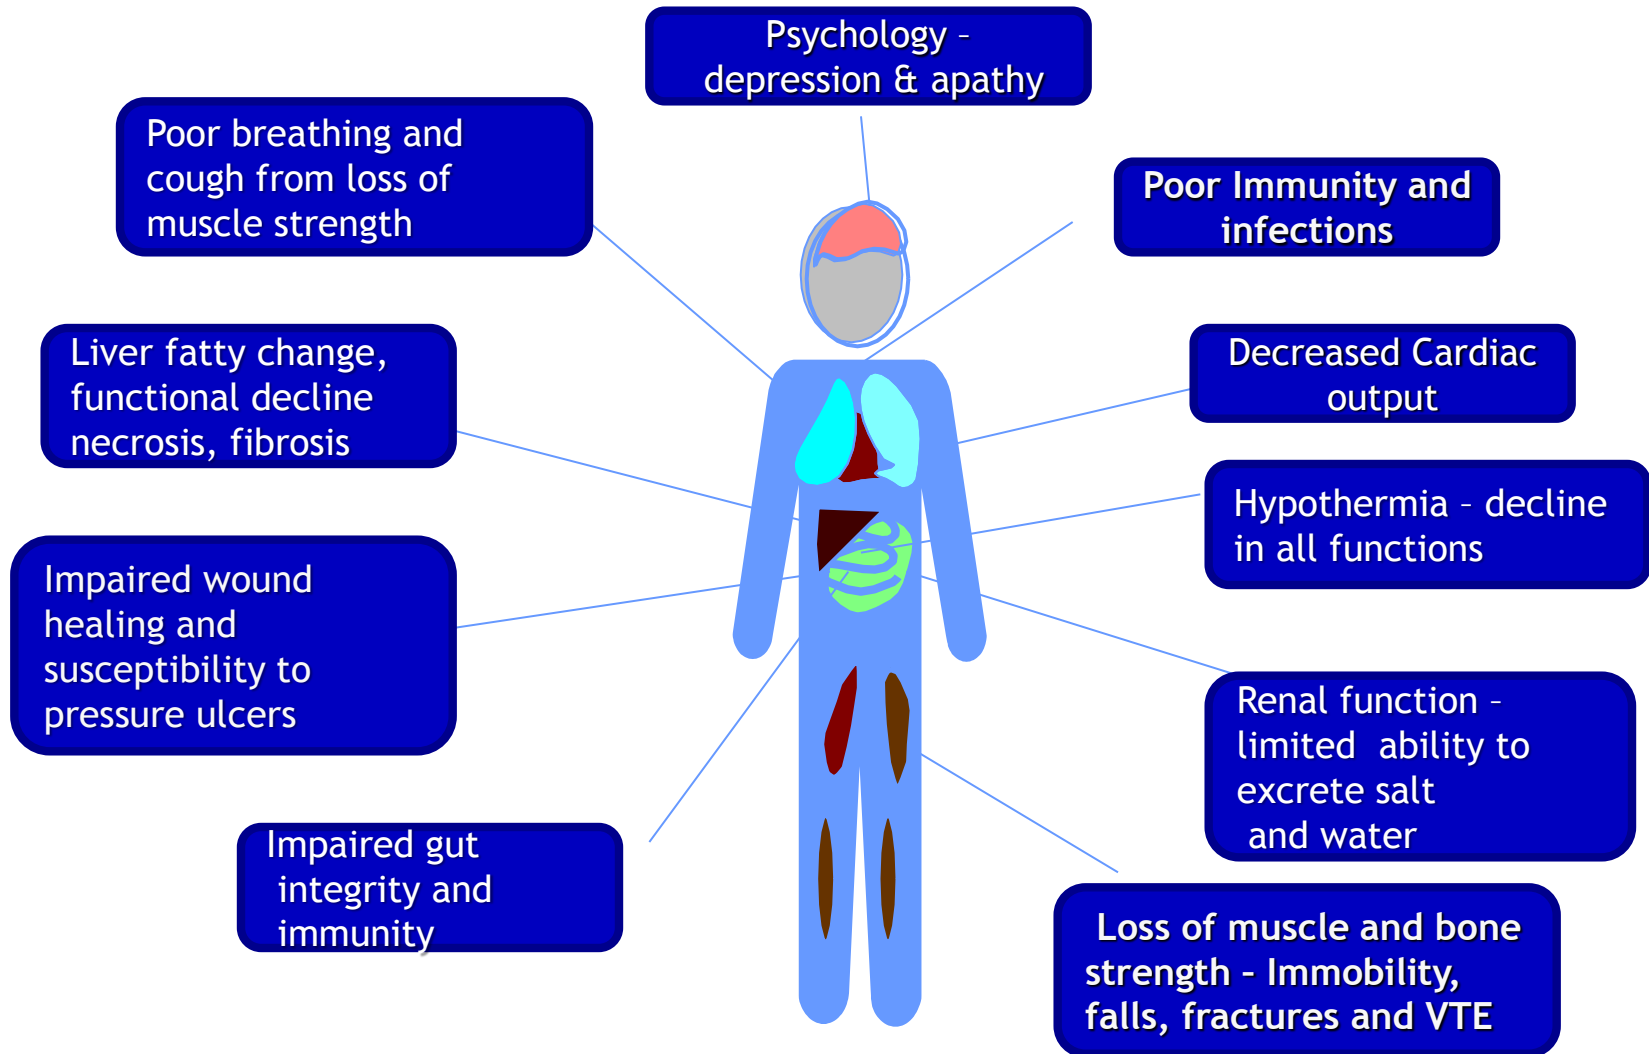 Psychology –
depression & apathy
Poor breathing and
cough from loss of
muscle strength
Poor Immunity and
infections
Liver fatty change,
functional decline
necrosis, fibrosis
Decreased Cardiac
output
Hypothermia – decline
in all functions
Impaired wound
healing and
susceptibility to
pressure ulcers
Renal function –
limited ability to
excrete salt
and water
Impaired gut
integrity and
immunity
Loss of muscle and bone
strength – Immobility,
falls, fractures and VTE